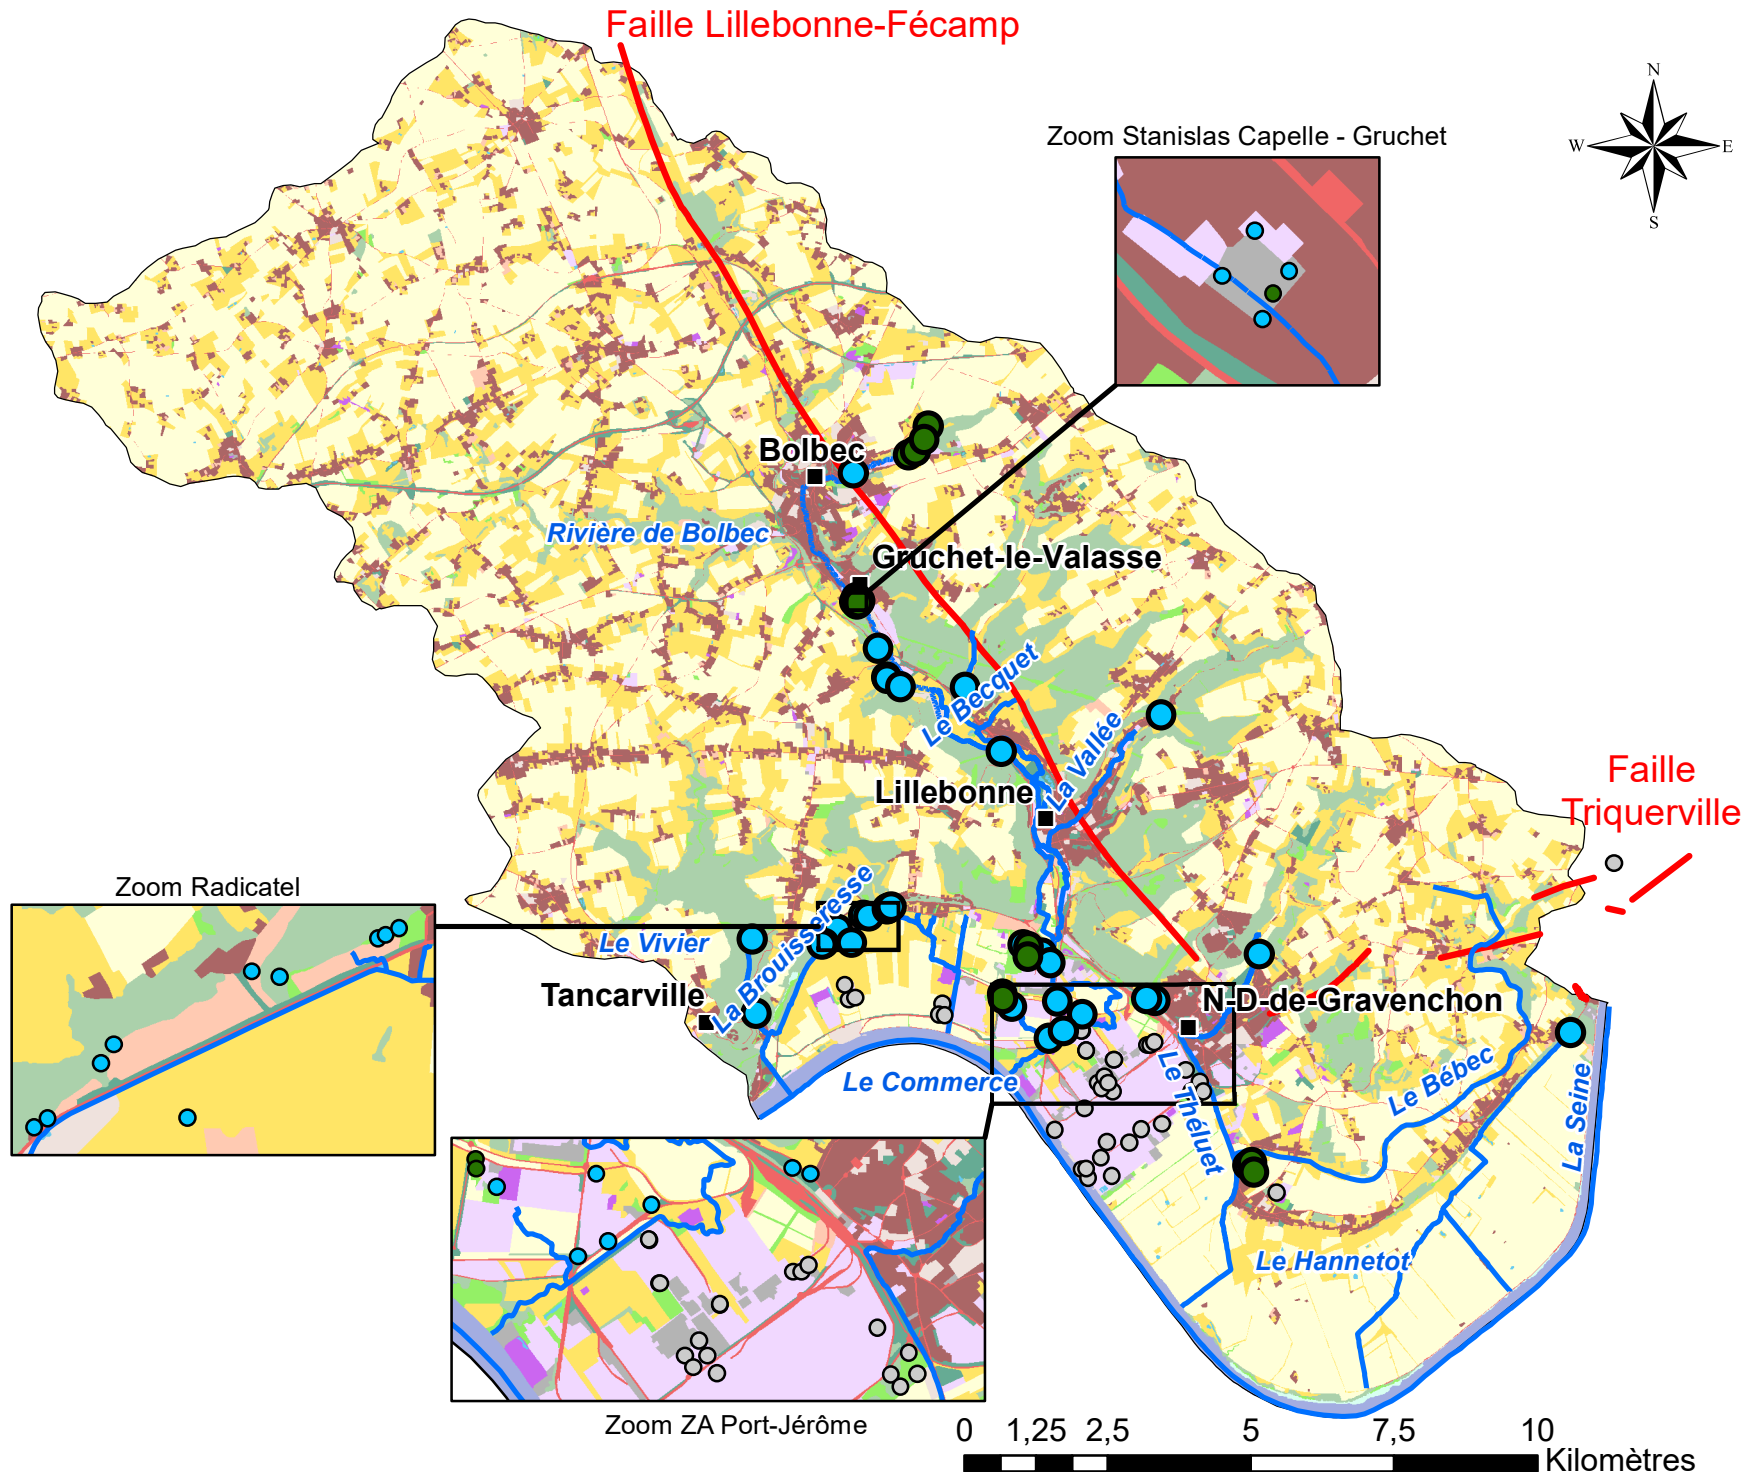 Faille Lillebonne-Fécamp
N
W
E
S
Zoom Stanislas Capelle - Gruchet
Bolbec
Rivière de Bolbec
Gruchet-le-Valasse
Le Becquet
La Vallée
Lillebonne
Faille
Triquerville
Zoom Radicatel
La Brouisseresse
Le Vivier
Tancarville
N-D-de-Gravenchon
Le Commerce
Le Théluet
Le Bébec
La Seine
Le Hannetot
Zoom ZA Port-Jérôme
0 1,25 2,5 5 7,5 10
Kilomètres